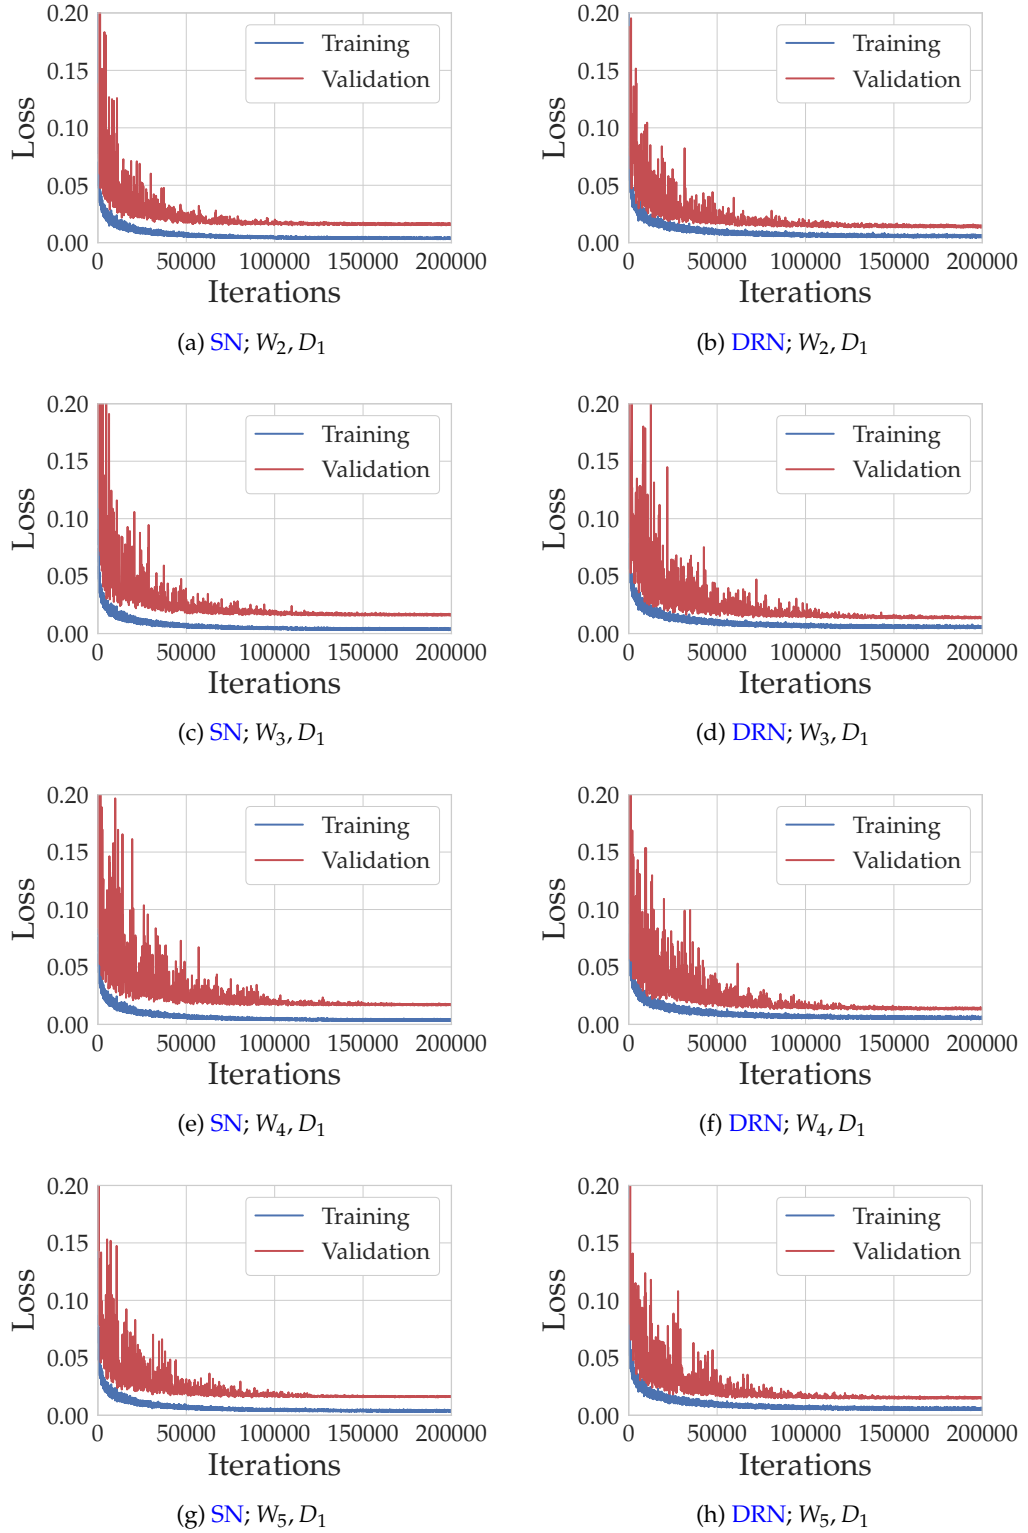 0.20
0.15
0.10
0.05
0.00
Loss
Training
Validation
0 50000 100000 150000 200000
Iterations
(a) SN; W₂, D₁
0.20
0.15
0.10
0.05
0.00
Loss
Training
Validation
0 50000 100000 150000 200000
Iterations
(b) DRN; W₂, D₁
0.20
0.15
0.10
0.05
0.00
Loss
Training
Validation
0 50000 100000 150000 200000
Iterations
(c) SN; W₃, D₁
0.20
0.15
0.10
0.05
0.00
Loss
Training
Validation
0 50000 100000 150000 200000
Iterations
(d) DRN; W₃, D₁
0.20
0.15
0.10
0.05
0.00
Loss
Training
Validation
0 50000 100000 150000 200000
Iterations
(e) SN; W₄, D₁
0.20
0.15
0.10
0.05
0.00
Loss
Training
Validation
0 50000 100000 150000 200000
Iterations
(f) DRN; W₄, D₁
0.20
0.15
0.10
0.05
0.00
Loss
Training
Validation
0 50000 100000 150000 200000
Iterations
(g) SN; W₅, D₁
0.20
0.15
0.10
0.05
0.00
Loss
Training
Validation
0 50000 100000 150000 200000
Iterations
(h) DRN; W₅, D₁